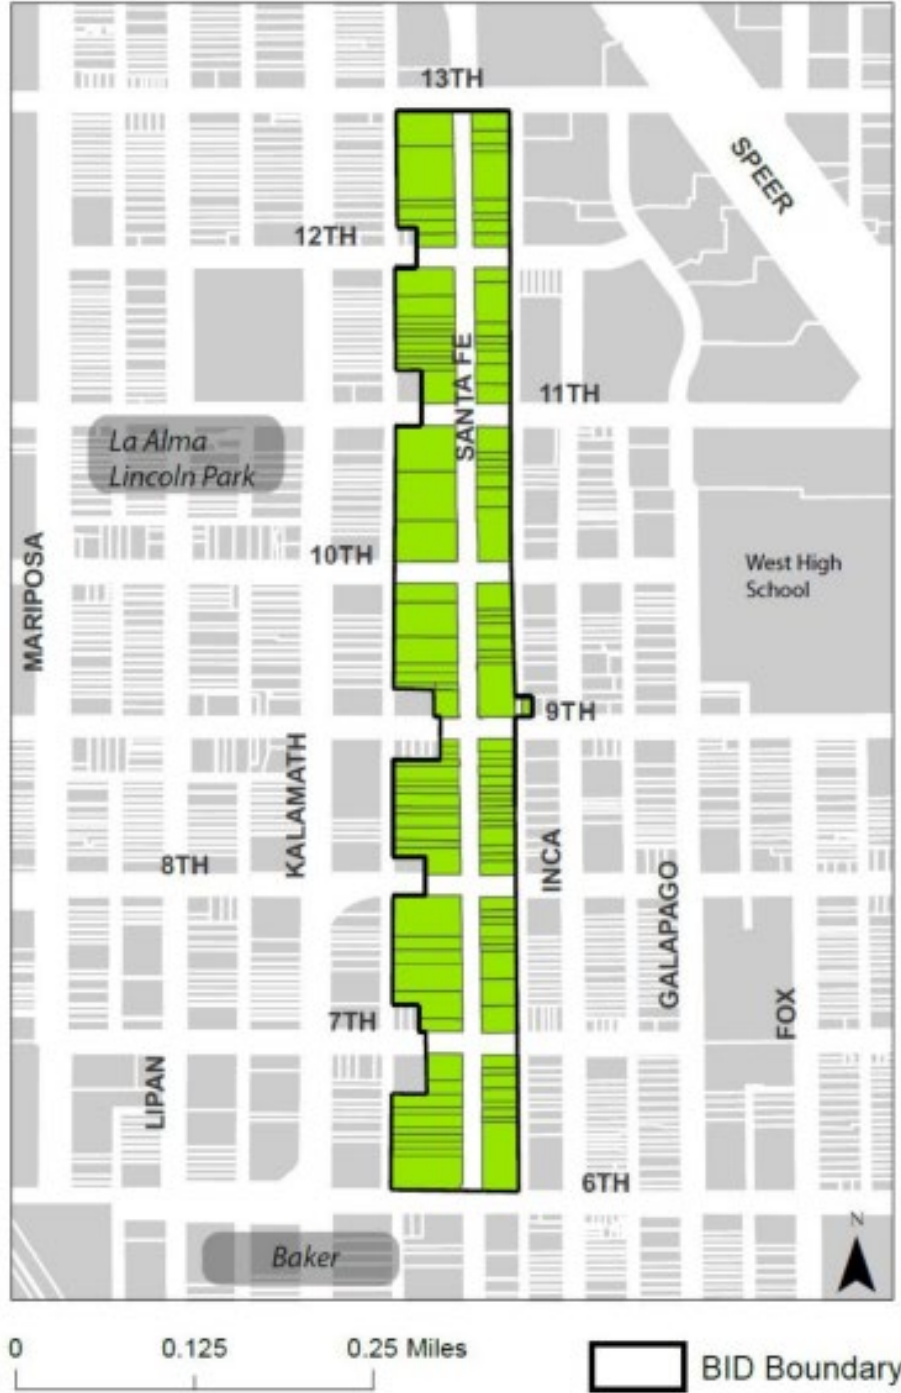 13TH
SPEER
12TH
SANTA FE
11TH
La Alma
Lincoln Park
10TH
MARIPOSA
West High
School
9TH
KALAMATH
8TH
INCA
GALAPAGO
7TH
FOX
LIPAN
6TH
N
Baker
0 0.125 0.25 Miles
BID Boundary